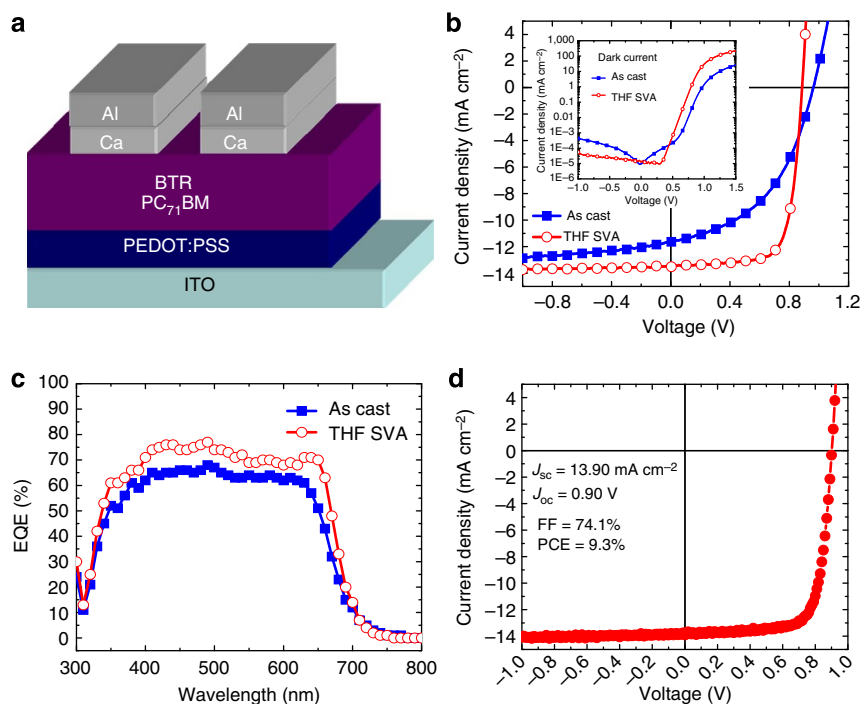 a
Al
Al
Ca
Ca
BTR
PC71BM
PEDOT:PSS
ITO
b
Current density (mA cm–2)
4
2
0
–2
–4
–6
–8
–10
–12
–14
–0.8
–0.4
0.0
0.4
0.8
1.2
Voltage (V)
As cast
THF SVA
Current density (mA cm–2)
1,000
100
10
1
0.1
0.01
1E–3
1E–4
1E–5
1E–6
Dark current
As cast
THF SVA
–1.0
–0.5
0.0
0.5
1.0
1.5
Voltage (V)
c
EQE (%)
100
90
80
70
60
50
40
30
20
10
0
As cast
THF SVA
300
400
500
600
700
800
Wavelength (nm)
d
Current density (mA cm–2)
4
2
0
–2
–4
–6
–8
–10
–12
–14
Jsc = 13.90 mA cm–2
Joc = 0.90 V
FF = 74.1%
PCE = 9.3%
–1.0
–0.8
–0.6
–0.4
–0.2
0.0
0.2
0.4
0.6
0.8
1.0
Voltage (V)